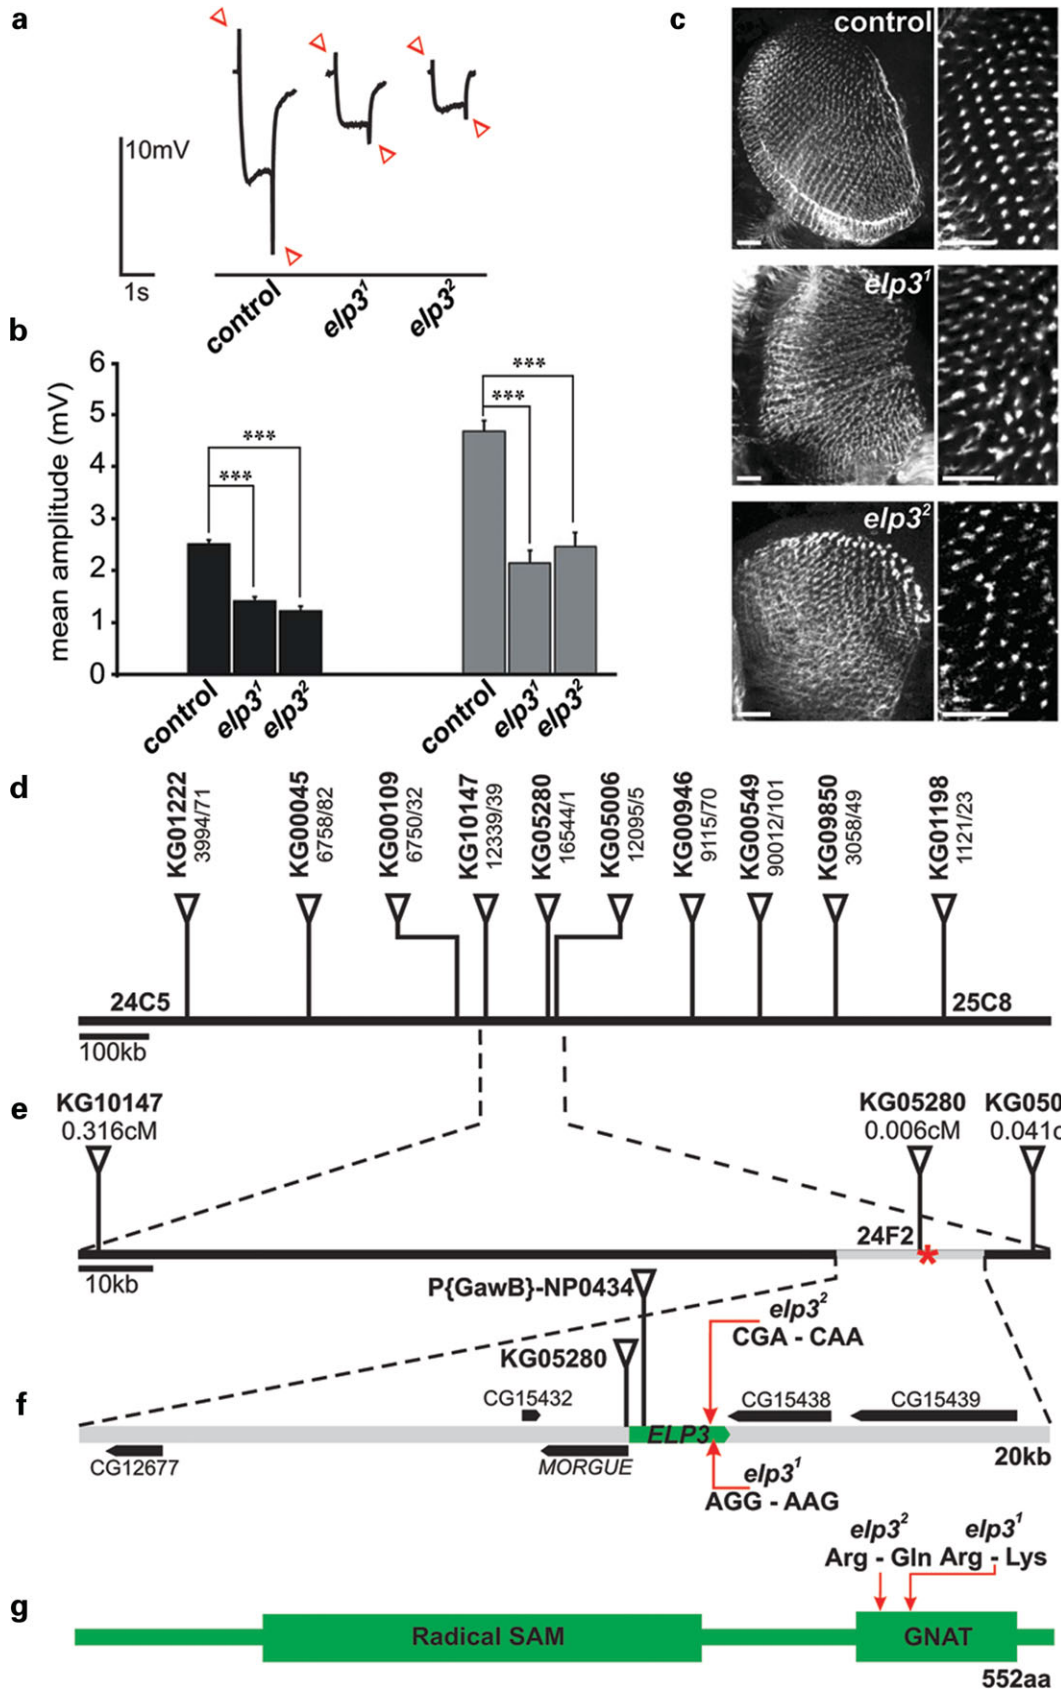 a
10mV
1s
control
elp3¹
elp3²
b
mean amplitude (mV)
6
5
4
3
2
1
0
***
***
***
***
control
elp3¹
elp3²
control
elp3¹
elp3²
c
control
elp3¹
elp3²
d
KG01222
3994/71
KG00045
6758/82
KG00109
6750/32
KG10147
12339/39
KG05280
16544/1
KG05006
12095/5
KG00946
9115/70
KG00549
90012/101
KG09850
3058/49
KG01198
1121/23
24C5
25C8
100kb
e
KG10147
0.316cM
KG05280
0.006cM
KG050
0.041c
24F2
*
10kb
P{GawB}-NP0434
elp3²
CGA - CAA
KG05280
f
CG15432
CG15438
CG15439
ELP3
CG12677
MORGUE
20kb
elp3¹
AGG - AAG
elp3²
Arg - Gln
elp3¹
Arg - Lys
g
Radical SAM
GNAT
552aa